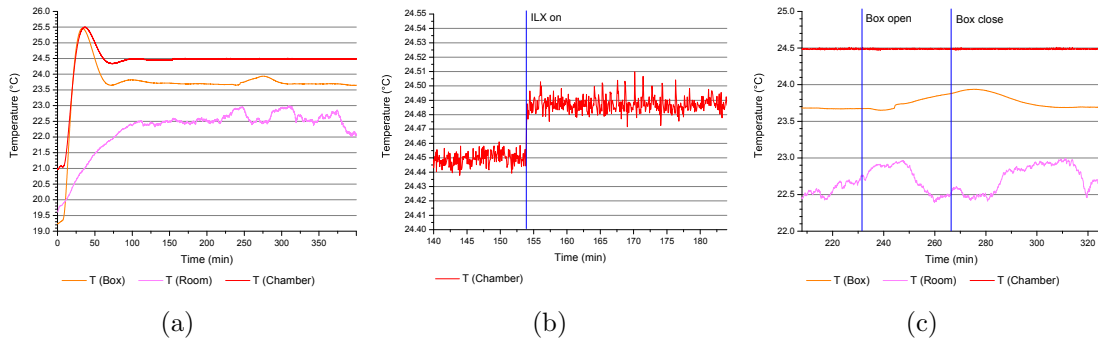 26.0
25.5
25.0
24.5
24.0
23.5
23.0
22.5
22.0
21.5
21.0
20.5
20.0
19.5
19.0
Temperature (°C)
0 50 100 150 200 250 300 350
Time (min)
T (Box) T (Room) T (Chamber)
(a)
ILX on
24.55
24.54
24.53
24.52
24.51
24.50
24.49
24.48
24.47
24.46
24.45
24.44
24.43
24.42
24.41
24.40
Temperature (°C)
140 145 150 155 160 165 170 175 180
Time (min)
T (Chamber)
(b)
Box open Box close
25.0
24.5
24.0
23.5
23.0
22.5
22.0
Temperature (°C)
220 240 260 280 300 320
Time (min)
T (Box) T (Room) T (Chamber)
(c)